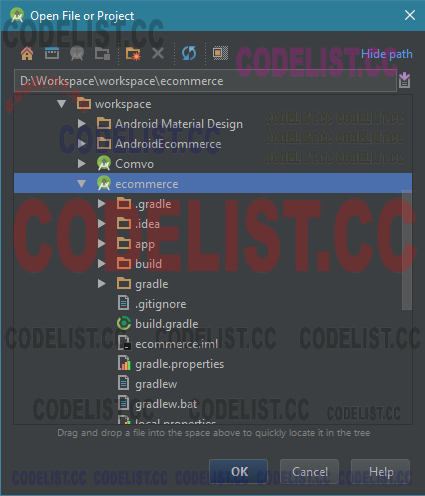 Open File or Project
CODELIST.CC
CODELIST.CC
Hide path
D:\Workspace\workspace\ecommerce
workspace
Android Material Design
CODELIST.CC
AndroidEcommerce
Comvo
ecommerce
CODELIST.CC
.gradle
.idea
app
build
gradle
.gitignore
build.gradle
CODELIST.CC CODELIST.CC CODELIST.CC
ecommerce.iml
gradle.properties
gradlew
gradlew.bat
CODELIST.CC CODELIST.CC CODELIST.CC
local.properties
Drag and drop a file into the space above to quickly locate it in the tree
OK Cancel Help
CODELIST.CC CODELIST.CC CODELIST.CC CODELIST.CC CODELIST.CC